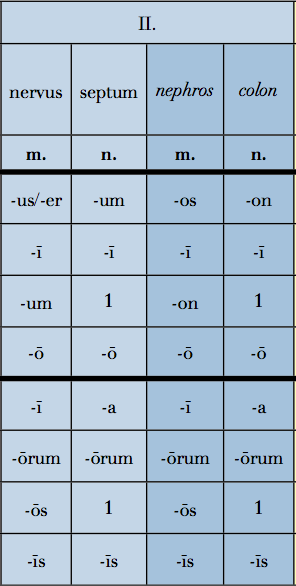 II.
nervus septum nephros colon
m. n. m. n.
-us/-er -um -os -on
-ī -ī -ī -ī
-um 1 -on 1
-ō -ō -ō -ō
-ī -a -ī -a
-ōrum -ōrum -ōrum -ōrum
-ōs 1 -ōs 1
-īs -īs -īs -īs